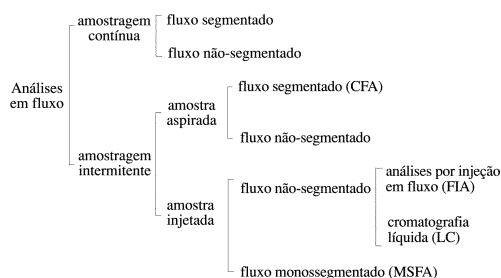 amostragem
contínua
fluxo segmentado
fluxo não-segmentado
Análises
em fluxo
amostragem
intermitente
amostra
aspirada
fluxo segmentado (CFA)
fluxo não-segmentado
amostra
injetada
fluxo não-segmentado
análises por injeção
em fluxo (FIA)
cromatografia
líquida (LC)
fluxo monossegmentado (MSFA)